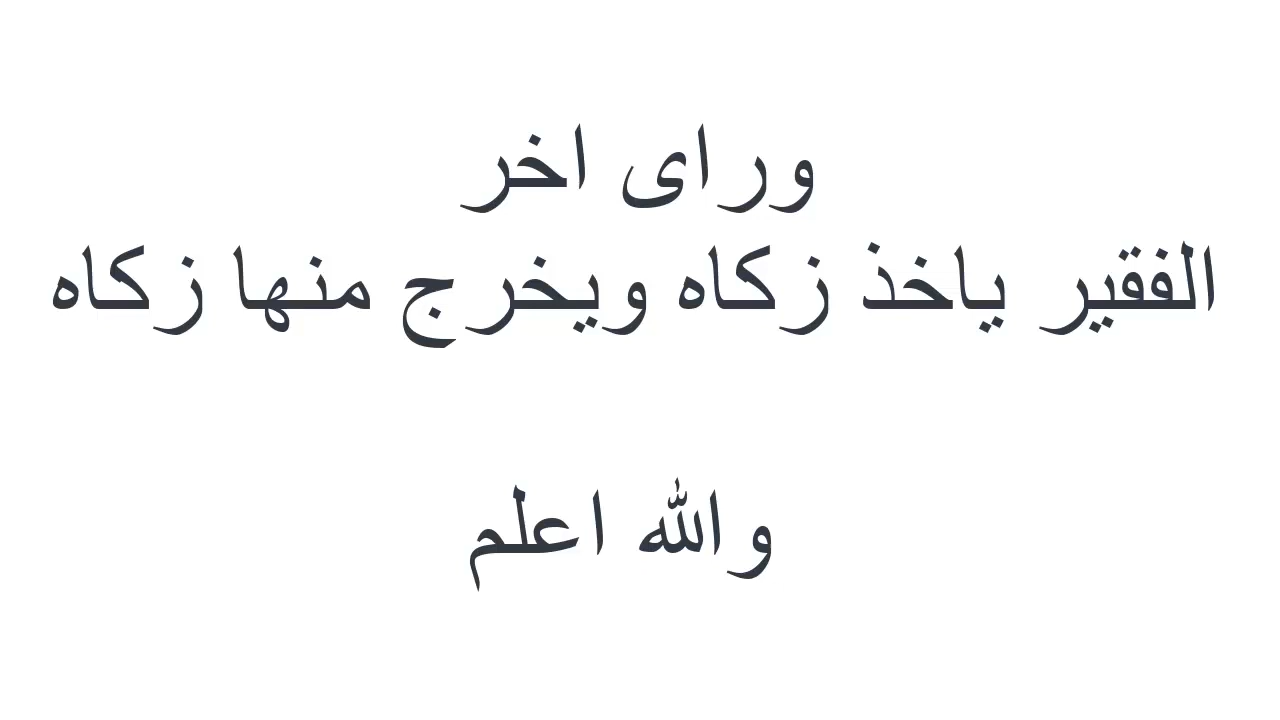 وراى اخر
الفقير ياخذ زكاه ويخرج منها زكاه
والله اعلم